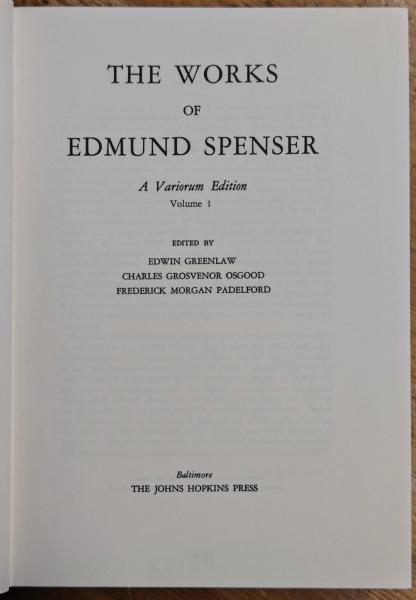 THE WORKS
OF
EDMUND SPENSER
A Variorum Edition
Volume 1
EDITED BY
EDWIN GREENLAW
CHARLES GROSVENOR OSGOOD
FREDERICK MORGAN PADELFORD
Baltimore
THE JOHNS HOPKINS PRESS